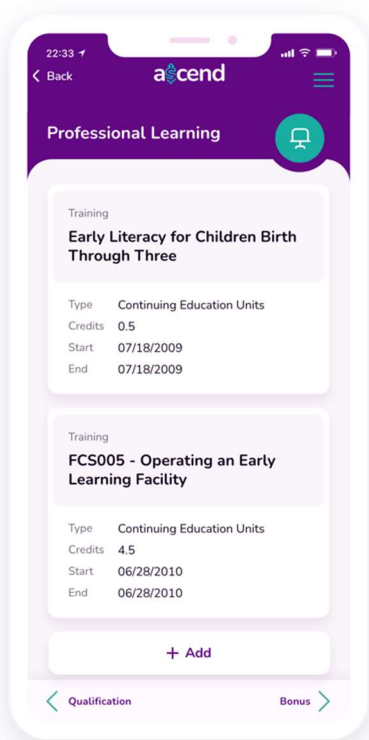 22:33
Back
a$cend
Professional Learning
Training
Early Literacy for Children Birth
Through Three
Type Continuing Education Units
Credits 0.5
Start 07/18/2009
End 07/18/2009
Training
FCS005 - Operating an Early
Learning Facility
Type Continuing Education Units
Credits 4.5
Start 06/28/2010
End 06/28/2010
+ Add
Qualification
Bonus